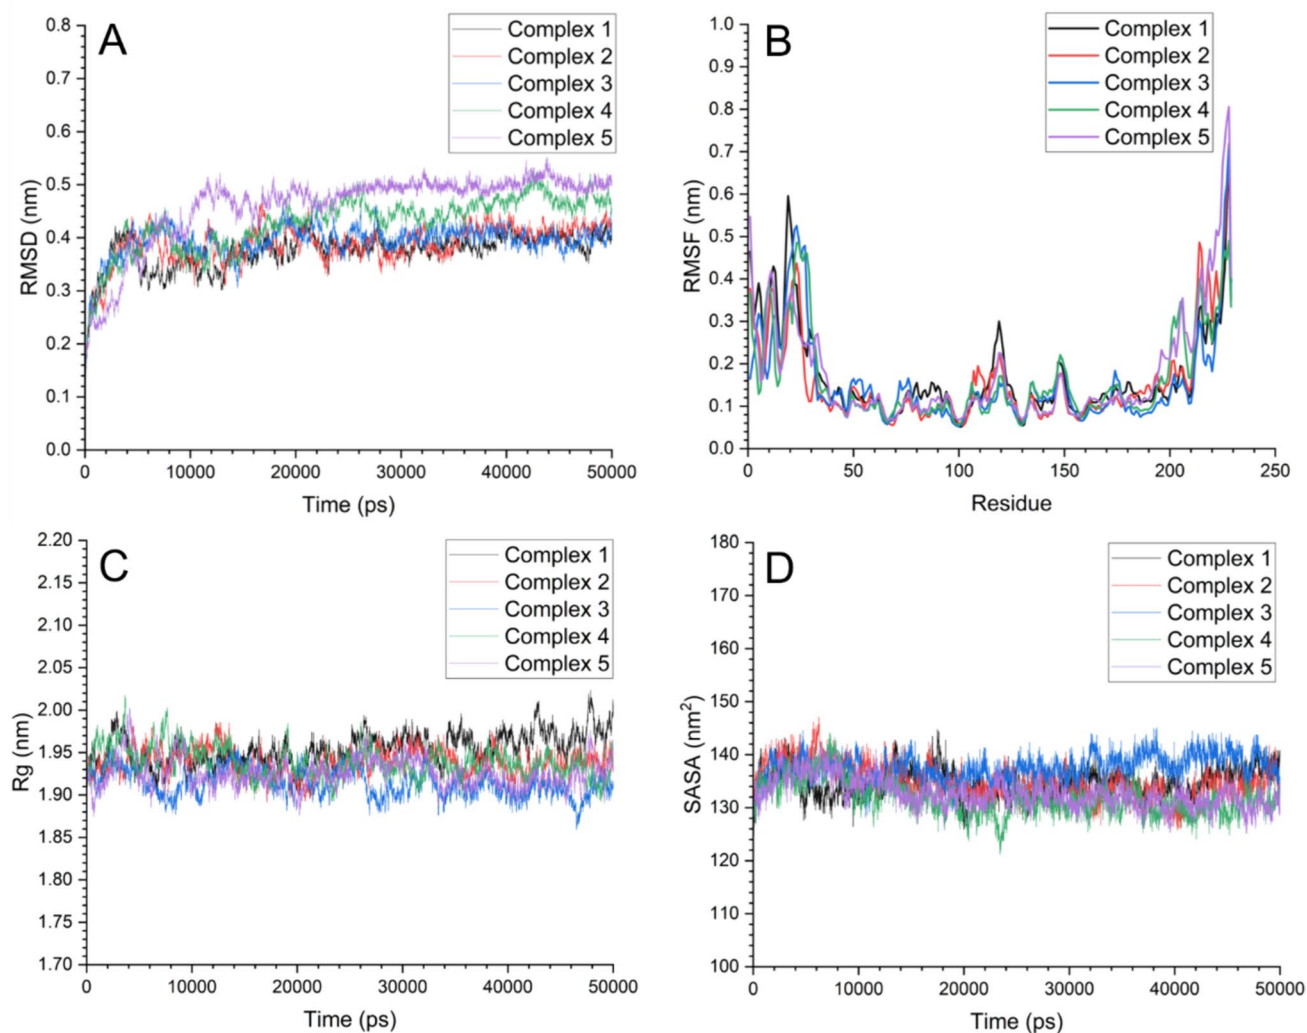 A
Complex 1
Complex 2
Complex 3
Complex 4
Complex 5
RMSD (nm)
0.8
0.7
0.6
0.5
0.4
0.3
0.2
0.1
0.0
0 10000 20000 30000 40000 50000
Time (ps)
B
Complex 1
Complex 2
Complex 3
Complex 4
Complex 5
RMSF (nm)
1.0
0.9
0.8
0.7
0.6
0.5
0.4
0.3
0.2
0.1
0.0
0 50 100 150 200 250
Residue
C
Complex 1
Complex 2
Complex 3
Complex 4
Complex 5
Rg (nm)
2.20
2.15
2.10
2.05
2.00
1.95
1.90
1.85
1.80
1.75
1.70
0 10000 20000 30000 40000 50000
Time (ps)
D
Complex 1
Complex 2
Complex 3
Complex 4
Complex 5
SASA (nm²)
180
170
160
150
140
130
120
110
100
0 10000 20000 30000 40000 50000
Time (ps)